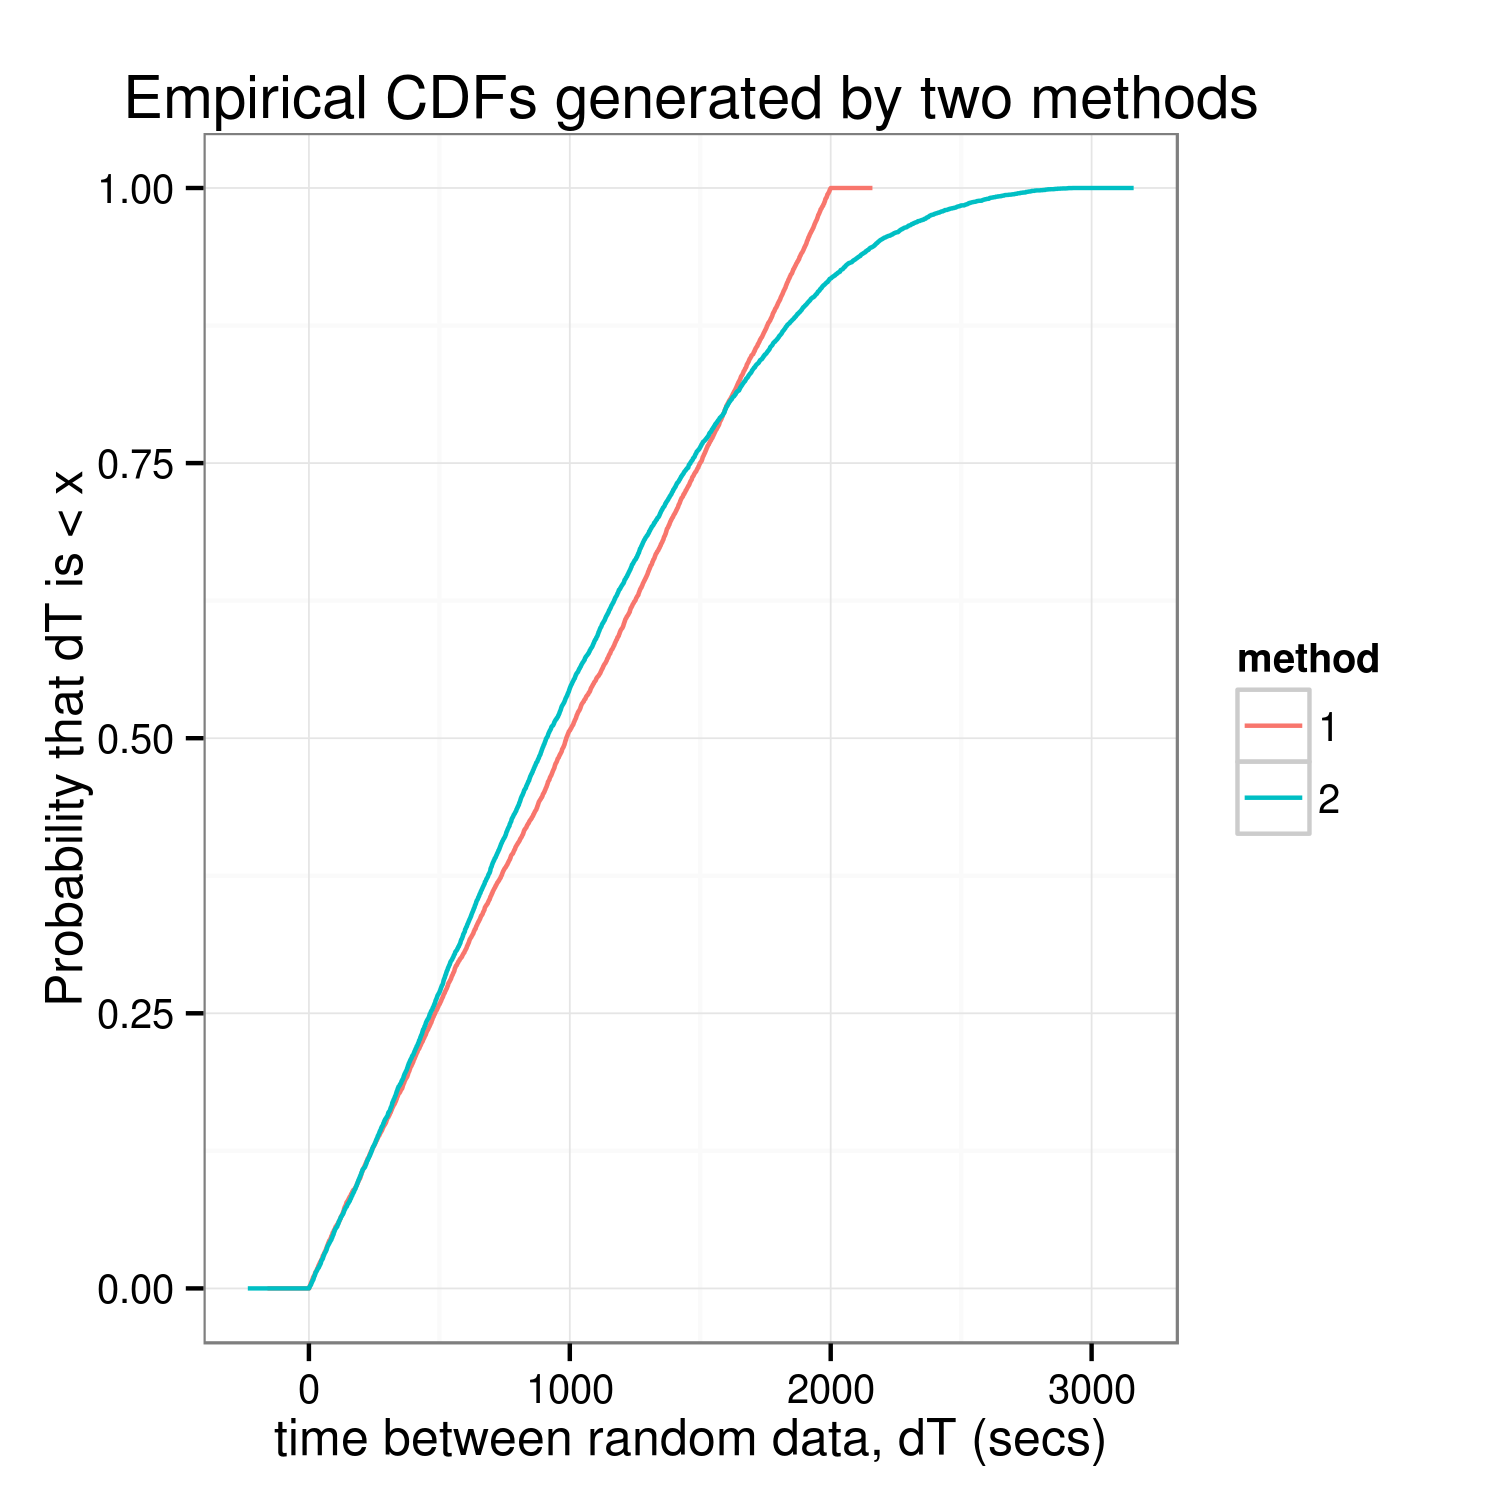 Empirical CDFs generated by two methods
Probability that dT is < x
1.00
0.75
0.50
0.25
0.00
0 1000 2000 3000
time between random data, dT (secs)
method
1
2